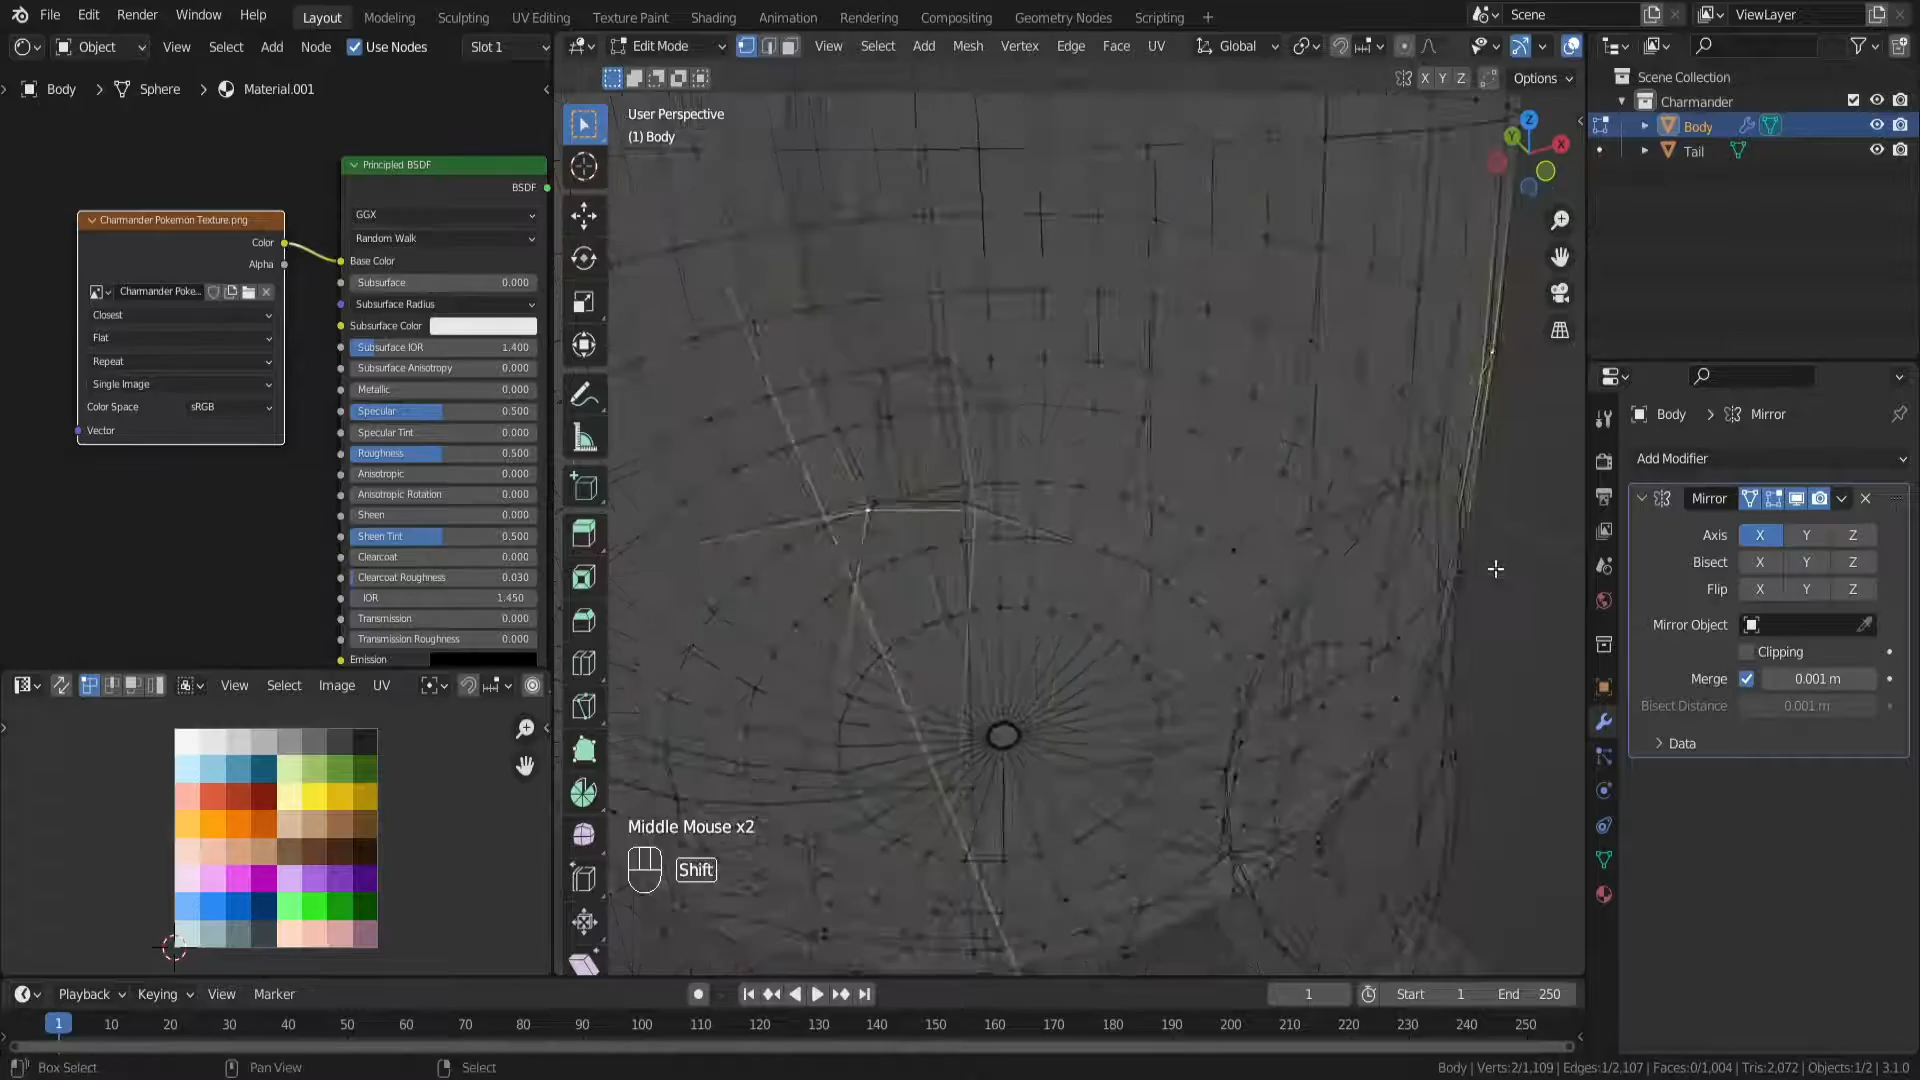 File Edit Render Window Help Layout Modeling Sculpting UV Editing Texture Paint Shading Animation Rendering Compositing Geometry Nodes Scripting + Scene ViewLayer
Object View Select Add Node Use Nodes Slot 1
Edit Mode View Select Add Mesh Vertex Edge Face UV Global
X Y Z Options
Body > Sphere > Material.001
User Perspective
(1) Body
Z
Y
X
Scene Collection
Charmander
Body
Tail
Principled BSDF
BSDF
GGX
Random Walk
Base Color
Subsurface 0.000
Subsurface Radius
Subsurface Color
Subsurface IOR 1.400
Subsurface Anisotropy 0.000
Metallic 0.000
Specular 0.500
Specular Tint 0.000
Roughness 0.500
Anisotropic 0.000
Anisotropic Rotation 0.000
Sheen 0.000
Sheen Tint 0.500
Clearcoat 0.000
Clearcoat Roughness 0.030
IOR 1.450
Transmission 0.000
Transmission Roughness 0.000
Emission
Charmander Pokemon Texture.png
Color
Alpha
Charmander Poke...
Closest
Flat
Repeat
Single Image
Color Space sRGB
Vector
Body > Mirror
Add Modifier
Mirror
Axis X Y Z
Bisect X Y Z
Flip X Y Z
Mirror Object
Clipping
Merge 0.001 m
Bisect Distance 0.001 m
> Data
View Select Image UV
Middle Mouse x2
Shift
Playback Keying View Marker
1 Start 1 End 250
1 10 20 30 40 50 60 70 80 90 100 110 120 130 140 150 160 170 180 190 200 210 220 230 240 250
Box Select Pan View Select
Body | Verts:2/1,109 | Edges:1/2,107 | Faces:0/1,004 | Tris:2,072 | Objects:1/2 | 3.1.0